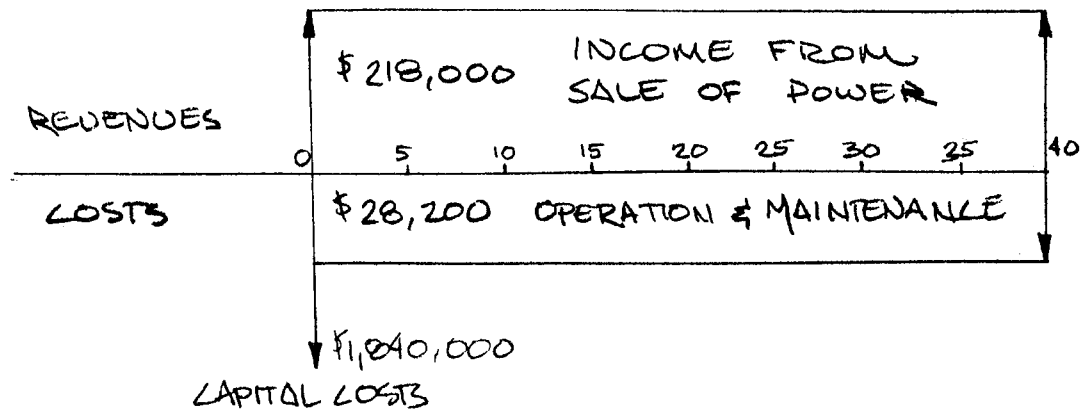 $218,000 INCOME FROM
SALE OF POWER
REVENUES
0 5 10 15 20 25 30 35 40
COSTS $28,200 OPERATION & MAINTENANCE
$1,840,000
CAPITAL COSTS